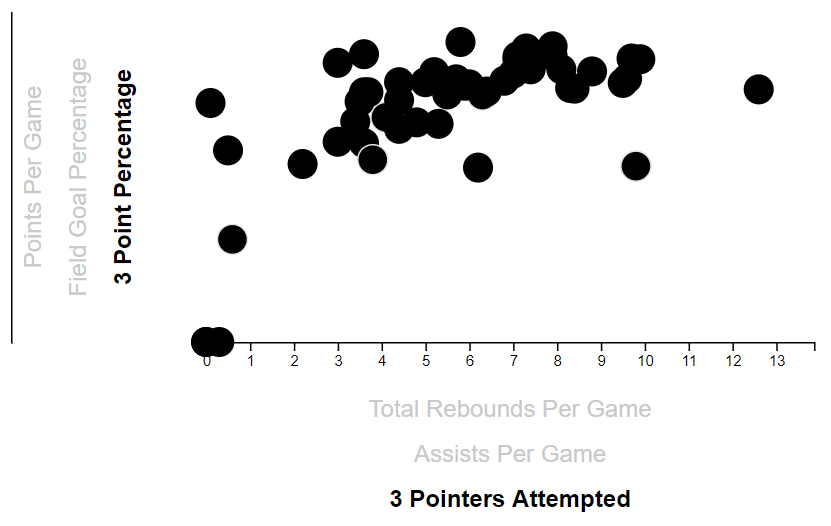 Points Per Game
Field Goal Percentage
3 Point Percentage
0 1 2 3 4 5 6 7 8 9 10 11 12 13
Total Rebounds Per Game
Assists Per Game
3 Pointers Attempted